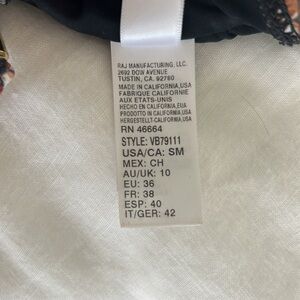 RAJ MANUFACTURING, LLC.
2692 DOW AVENUE
TUSTIN, CA. 92780
MADE IN CALIFORNIA,USA
FABRIQUE CALIFORNIE
AUX ETATS-UNIS
HECHO EN CALIFORNIA,EUA
PRODOTTO IN CALIFORNIA,USA
HERGESTELLT CALIFORNIA,USA
RN 46664
STYLE: VB79111
USA/CA: SM
MEX: CH
AU/UK: 10
EU: 36
FR: 38
ESP: 40
IT/GER: 42